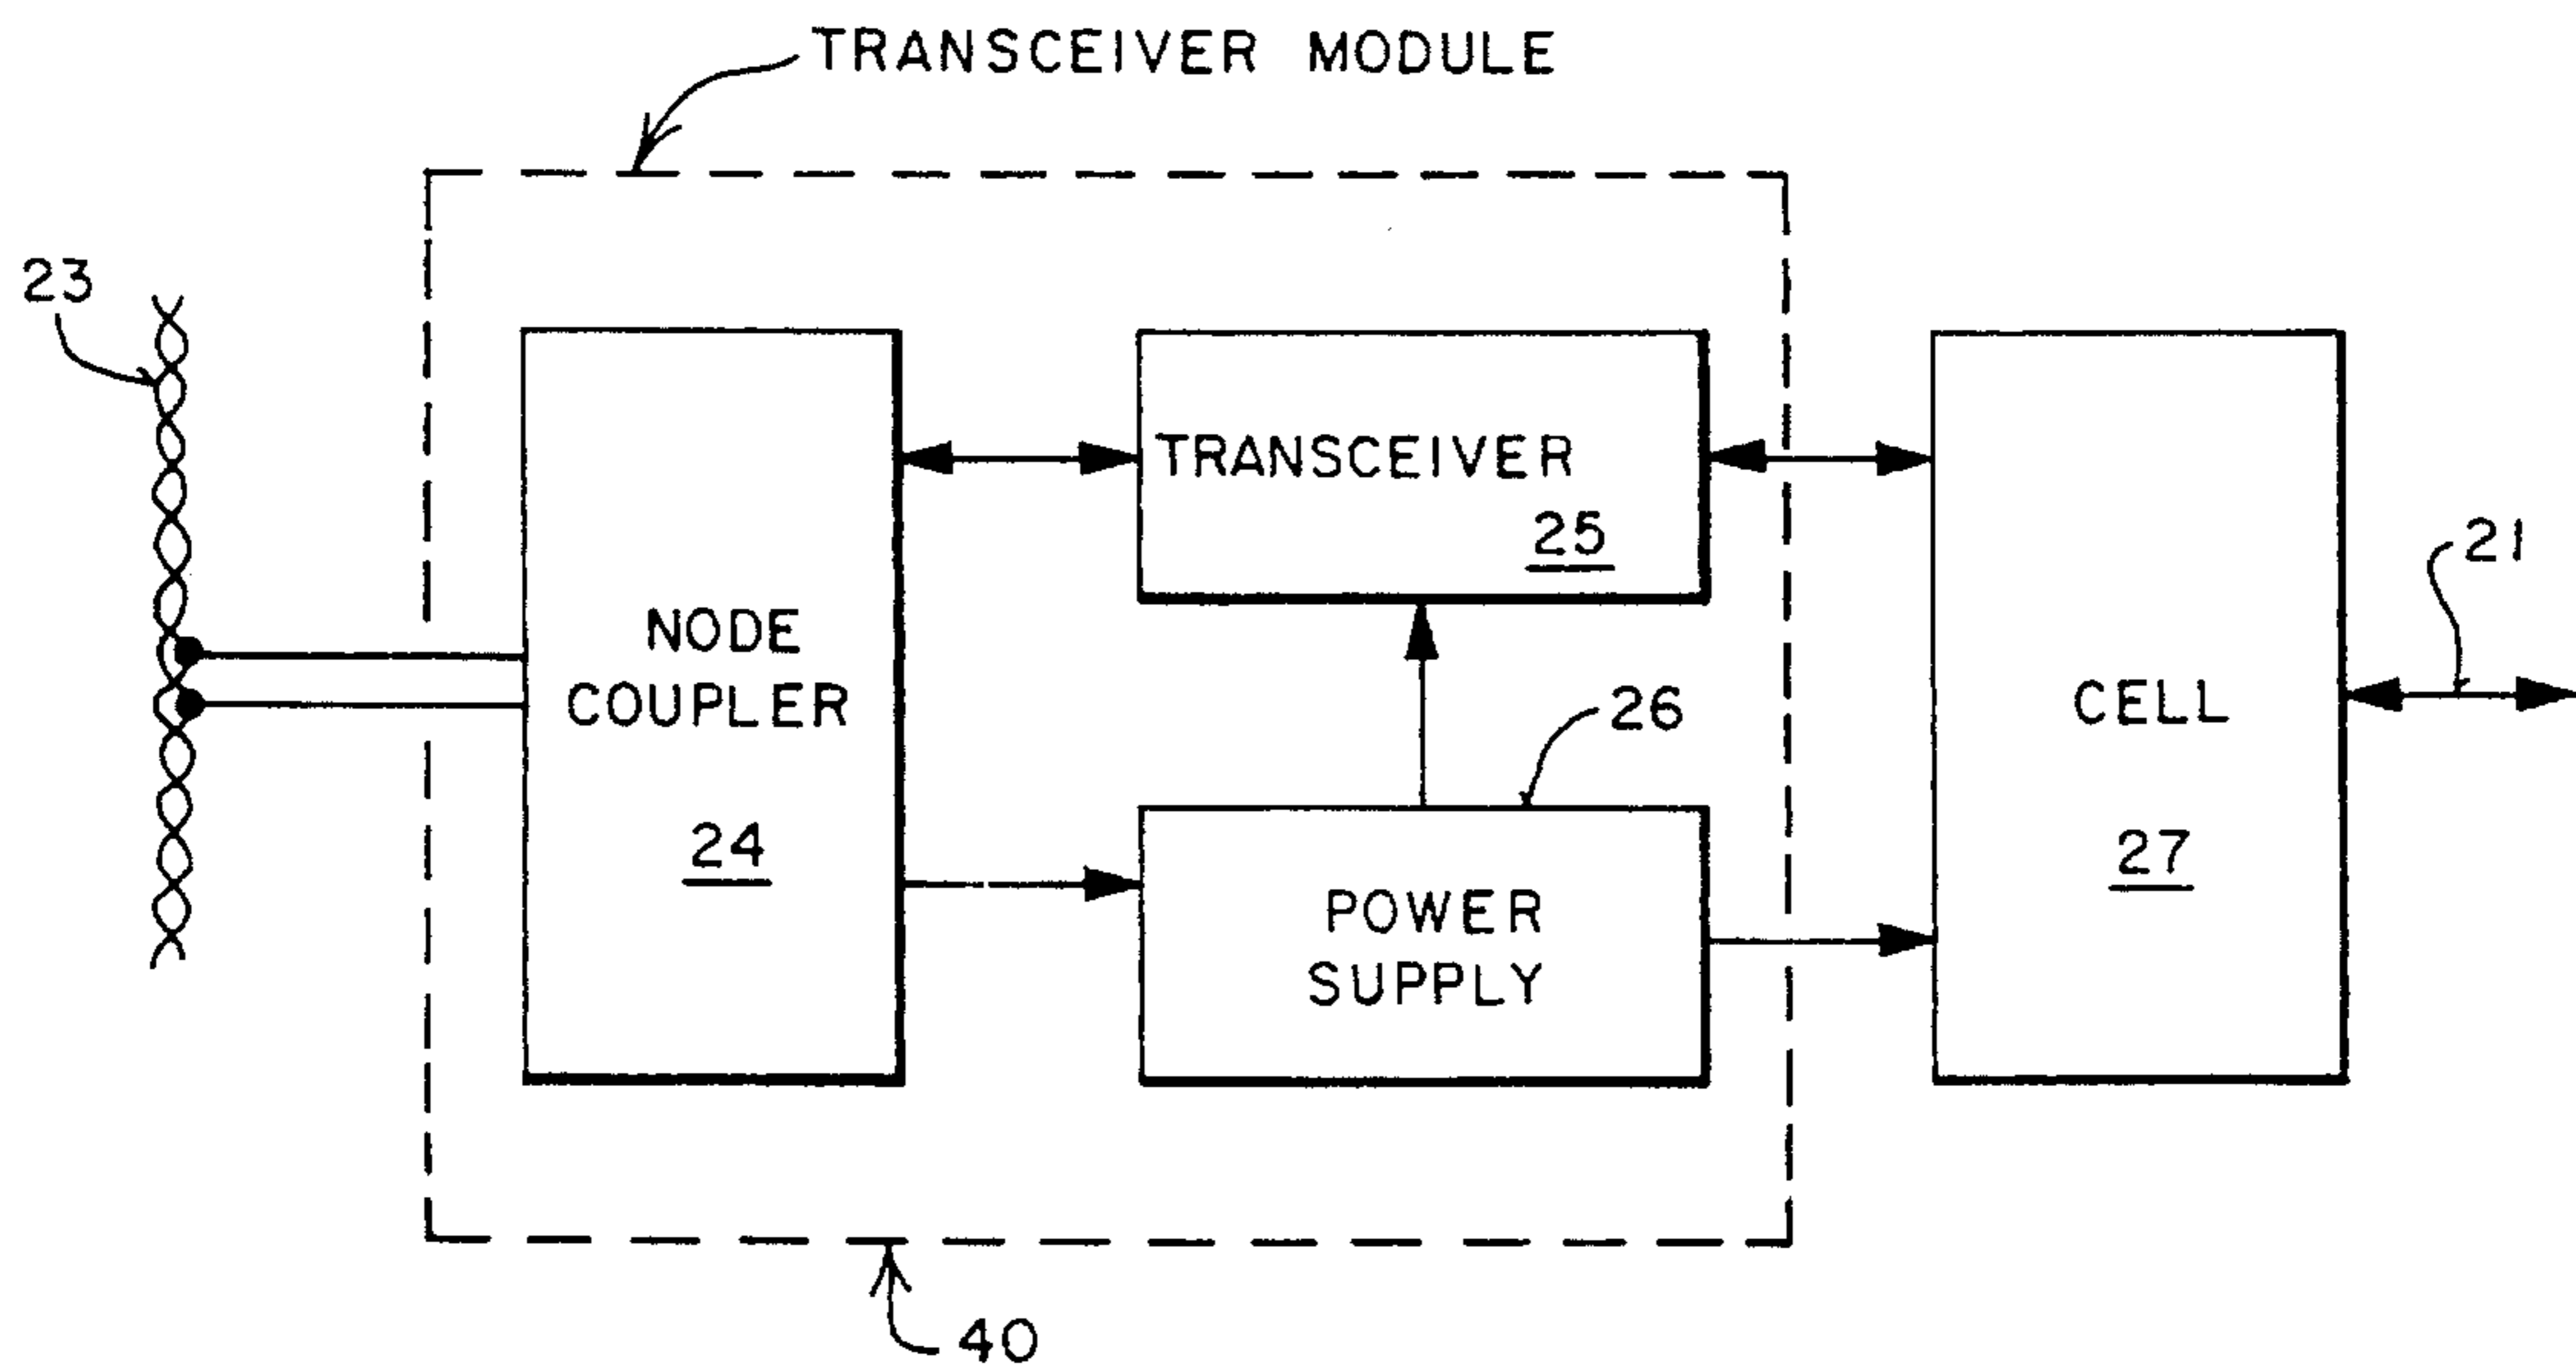 TRANSCEIVER MODULE
23
TRANSCEIVER
25
21
NODE
COUPLER
24
26
CELL
27
POWER
SUPPLY
40